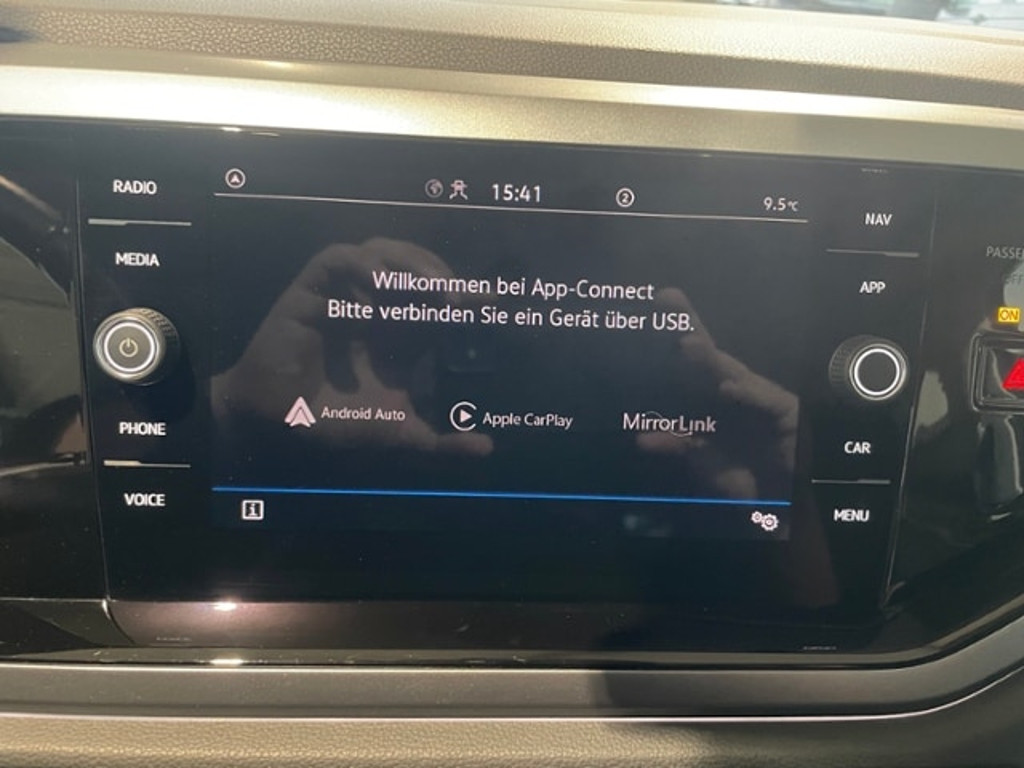 RADIO
MEDIA
PHONE
VOICE
15:41
2
9.5°C
Willkommen bei App-Connect
Bitte verbinden Sie ein Gerät über USB.
Android Auto
Apple CarPlay
MirrorLink
i
NAV
APP
CAR
MENU
ON